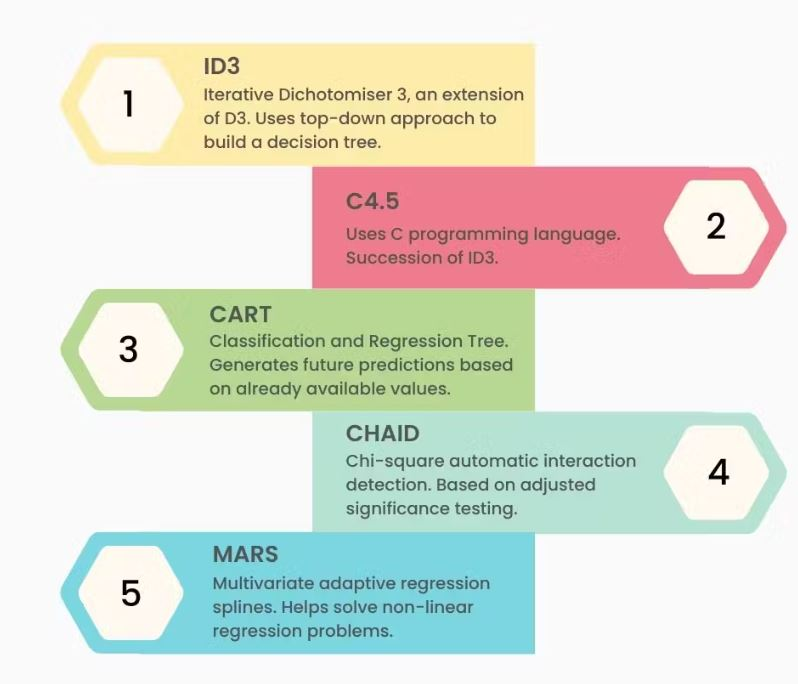 1
ID3
Iterative Dichotomiser 3, an extension
of D3. Uses top-down approach to
build a decision tree.
C4.5
Uses C programming language.
Succession of ID3.
2
3
CART
Classification and Regression Tree.
Generates future predictions based
on already available values.
CHAID
Chi-square automatic interaction
detection. Based on adjusted
significance testing.
4
5
MARS
Multivariate adaptive regression
splines. Helps solve non-linear
regression problems.